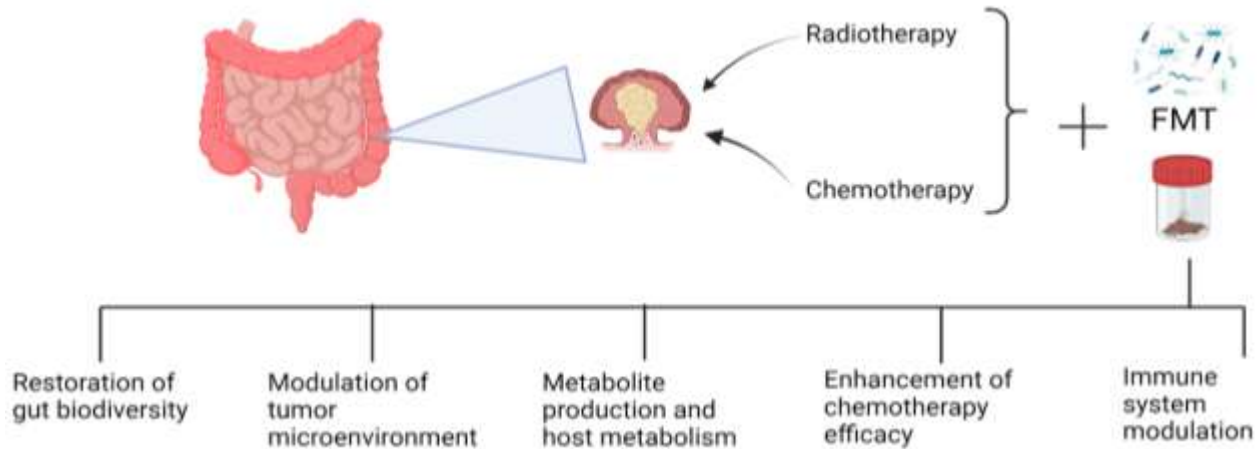 Radiotherapy
FMT
Chemotherapy
Restoration of
gut biodiversity
Modulation of
tumor
microenvironment
Metabolite
production and
host metabolism
Enhancement of
chemotherapy
efficacy
Immune
system
modulation